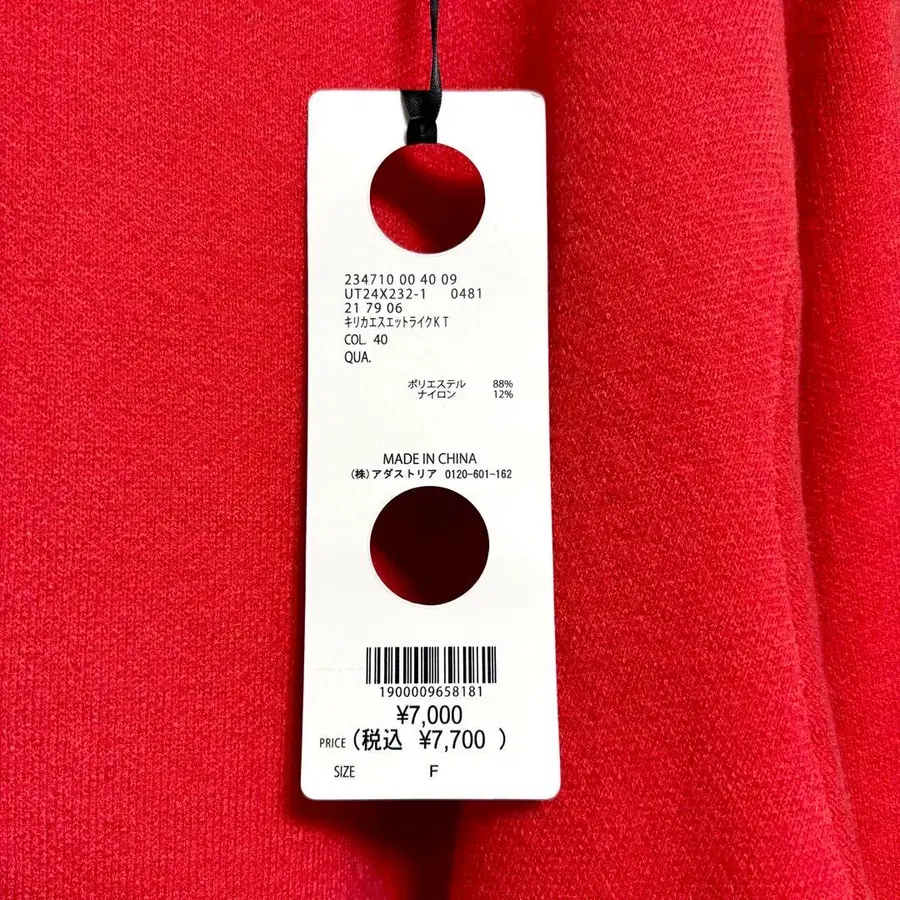 234710 00 40 09
UT24X232-1 0481
21 79 06
ｷﾘｶｴｽｴｯﾄﾗｲｸK T
COL. 40
QUA.
ポリエステル 88%
ナイロン 12%
MADE IN CHINA
(株)アダストリア 0120-601-162
1900009658181
¥7,000
PRICE (税込 ¥7,700 )
SIZE F